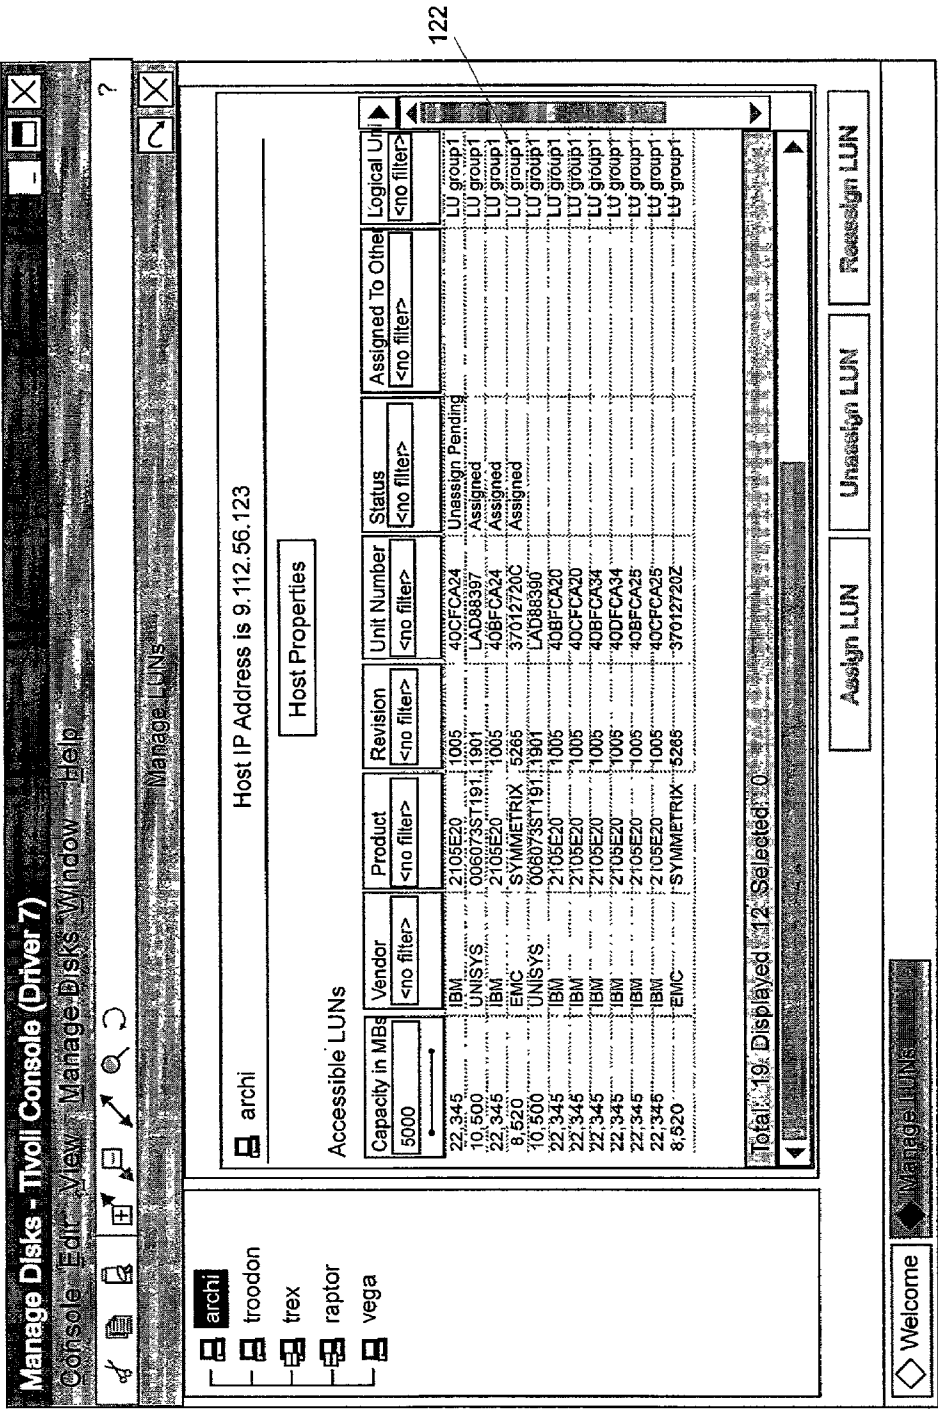 122
Manage Disks - Tivoli Console (Driver 7)
Console Edit View Manage Disks Window Help
?
Manage LUNs
archi
troodon
trex
raptor
vega
archi Host IP Address is 9.112.56.123
Host Properties
Accessible LUNs
Capacity in MBs Vendor Product Revision Unit Number Status Assigned To Other Logical Uni
5000 <no filter> <no filter> <no filter> <no filter> <no filter> <no filter> <no filter>
22,345 IBM 2105E20 1005 40CFCA24 Unassign Pending LU group1
10,500 UNISYS 006073ST191 1901 LAD88397 Assigned LU group1
22,345 IBM 2105E20 1005 40BFCA24 Assigned LU group1
8,520 EMC SYMMETRIX 5265 37012720C Assigned LU group1
10,500 UNISYS 006073ST191 1901 LAD88390 LU group1
22,345 IBM 2105E20 1005 40BFCA20 LU group1
22,345 IBM 2105E20 1005 40CFCA20 LU group1
22,345 IBM 2105E20 1005 40BFCA34 LU group1
22,345 IBM 2105E20 1005 40DFCA34 LU group1
22,345 IBM 2105E20 1005 40BFCA25 LU group1
22,345 IBM 2105E20 1005 40CFCA25 LU group1
8,520 EMC SYMMETRIX 5265 37012720Z LU group1
Total: 19 Displayed: 12 Selected: 0
Assign LUN Unassign LUN Reassign LUN
Welcome Manage LUNs